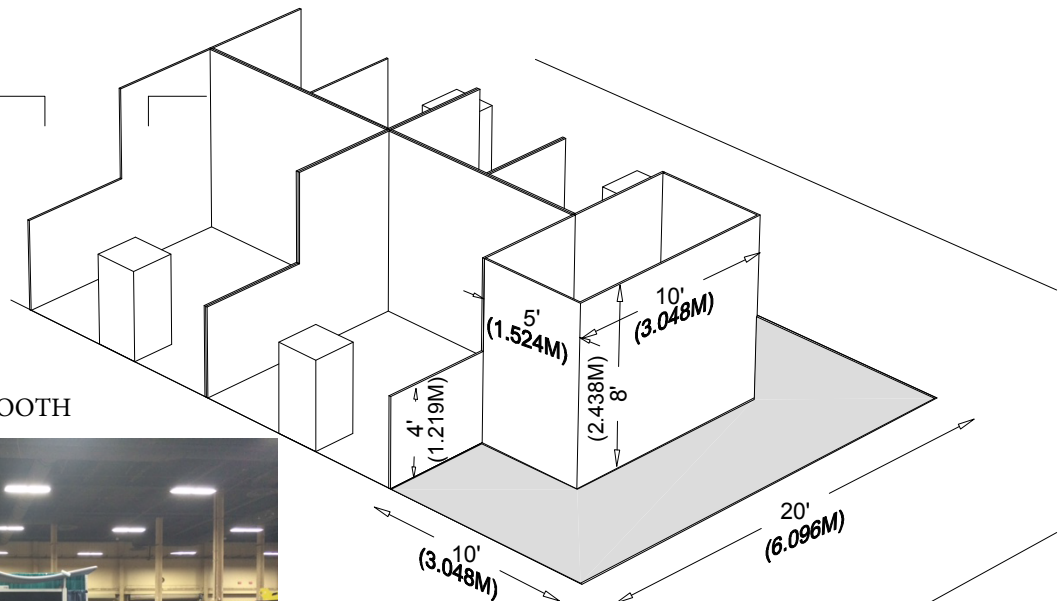 10'
(3.048M)
5'
(1.524M)
8'
(2.438M)
4'
(1.219M)
OOTH
20'
(6.096M)
10'
(3.048M)